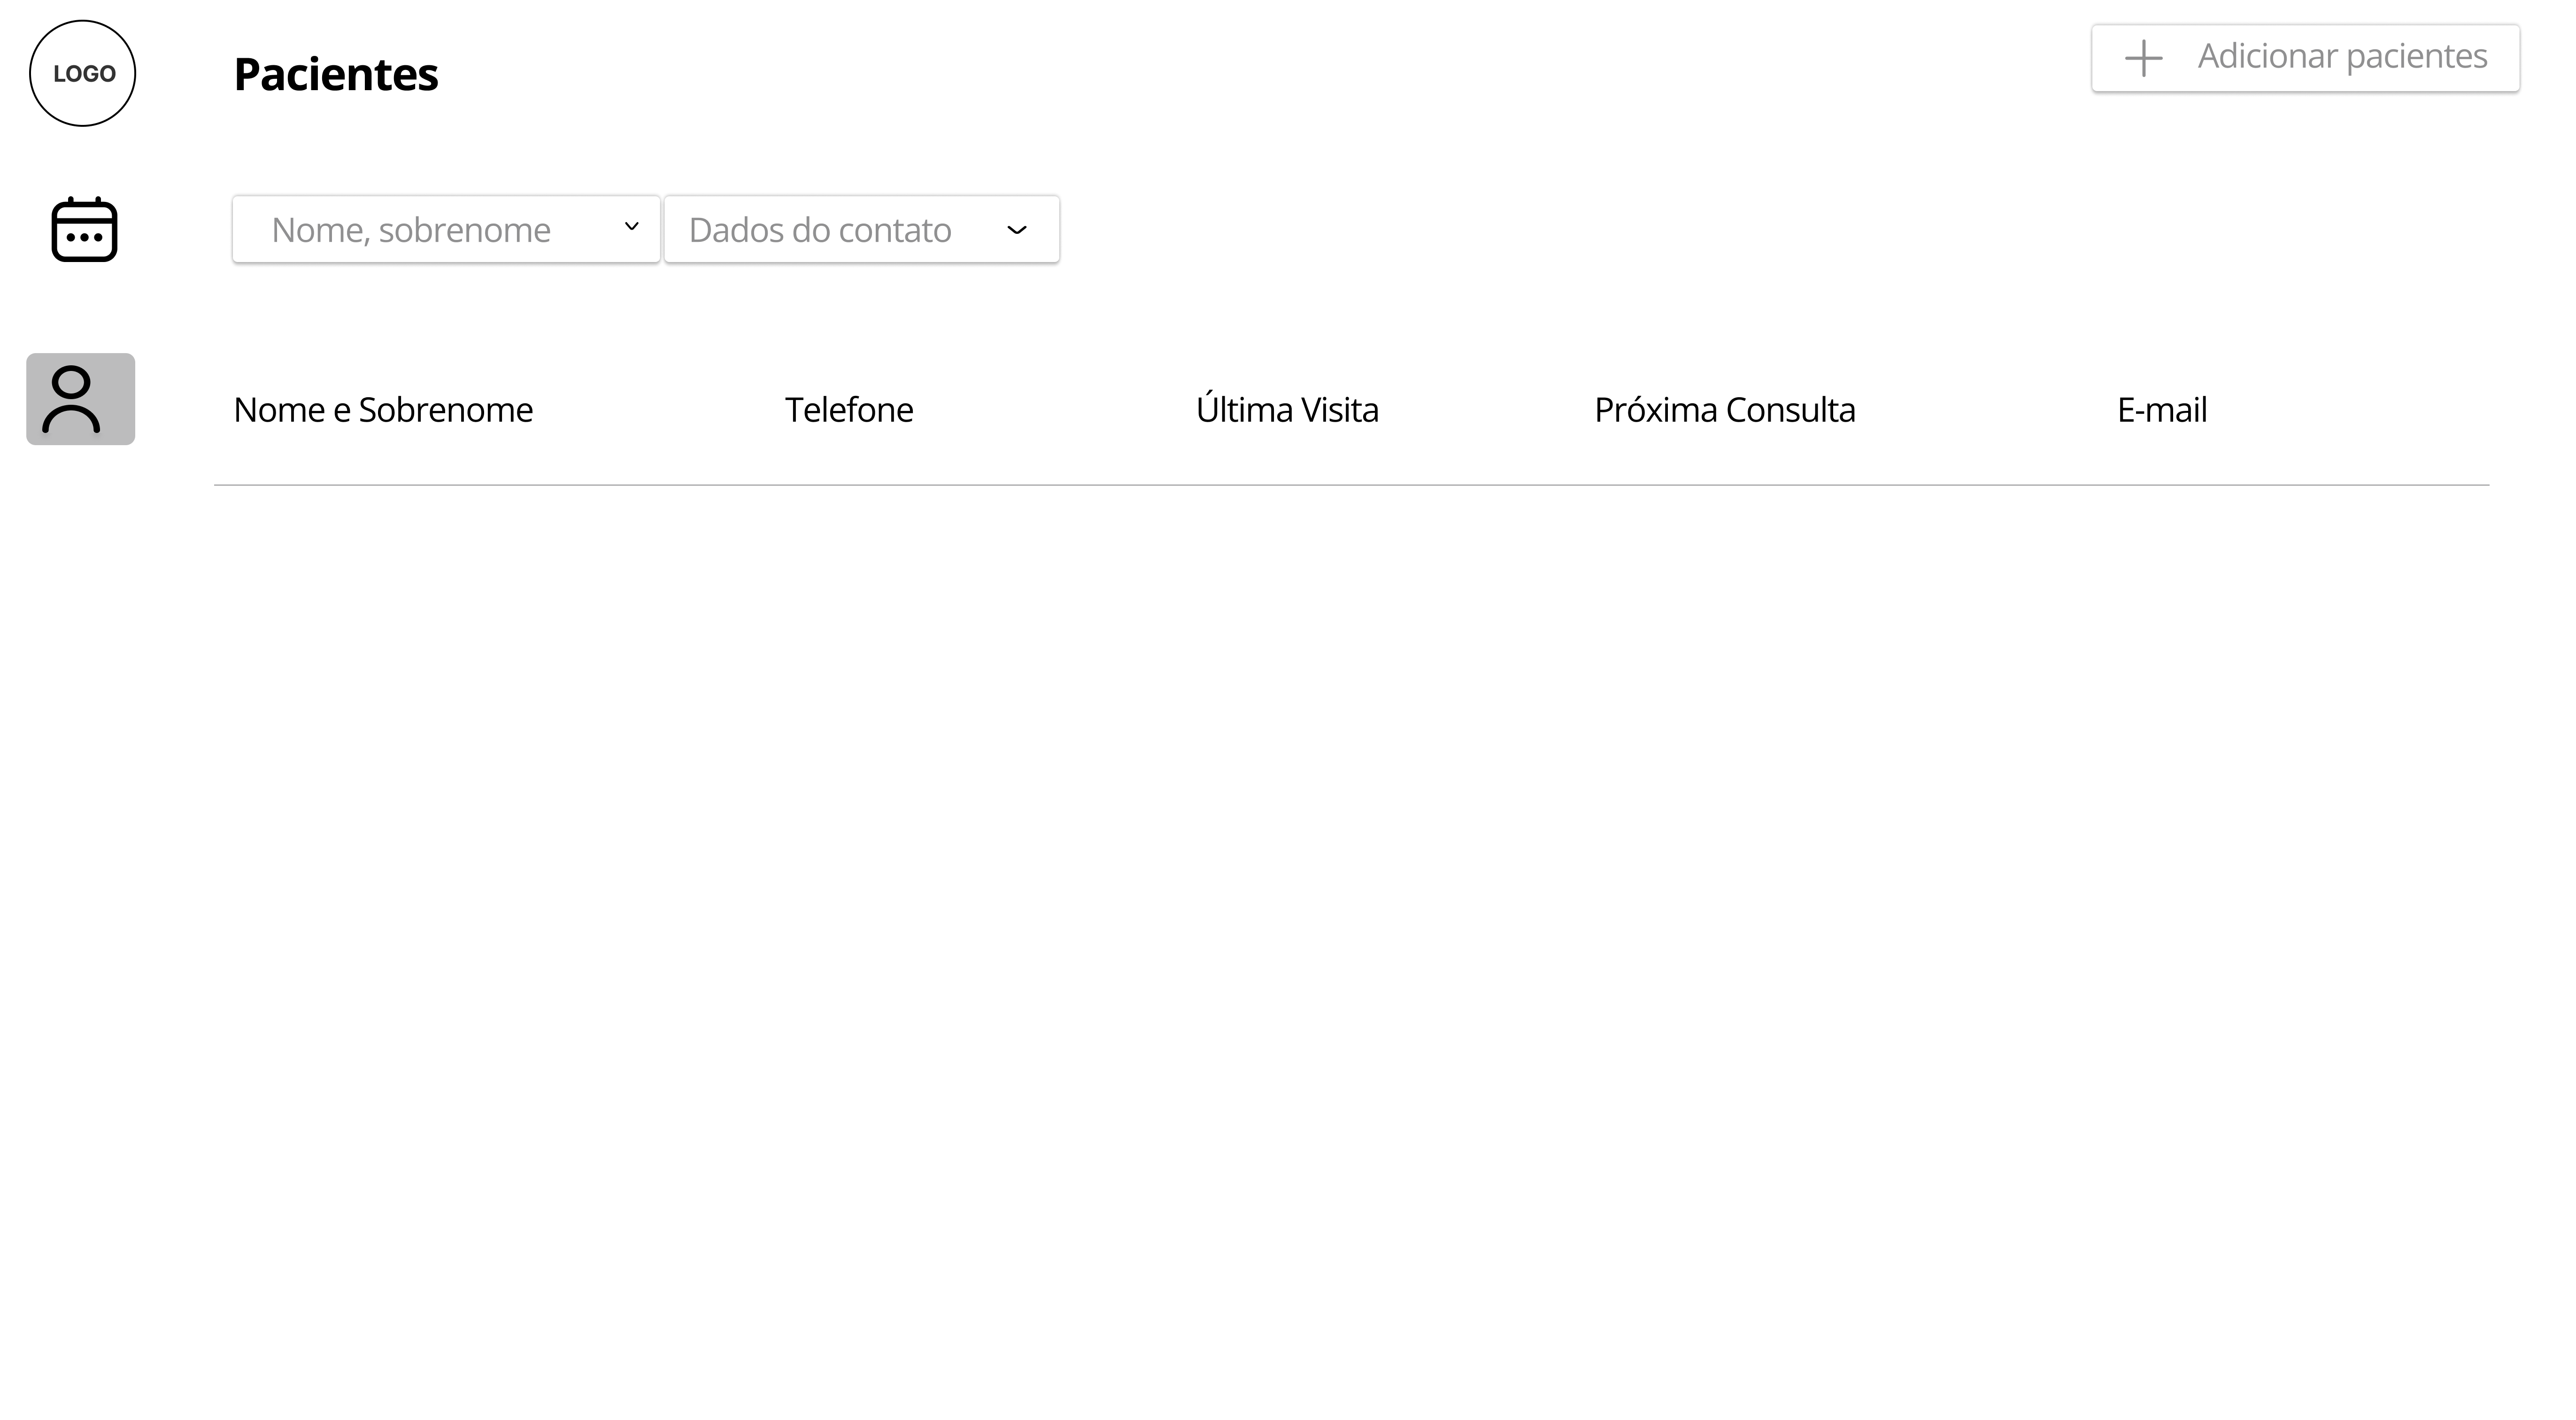 LOGO
Pacientes
Adicionar pacientes
Nome, sobrenome
Dados do contato
Nome e Sobrenome
Telefone
Última Visita
Próxima Consulta
E-mail